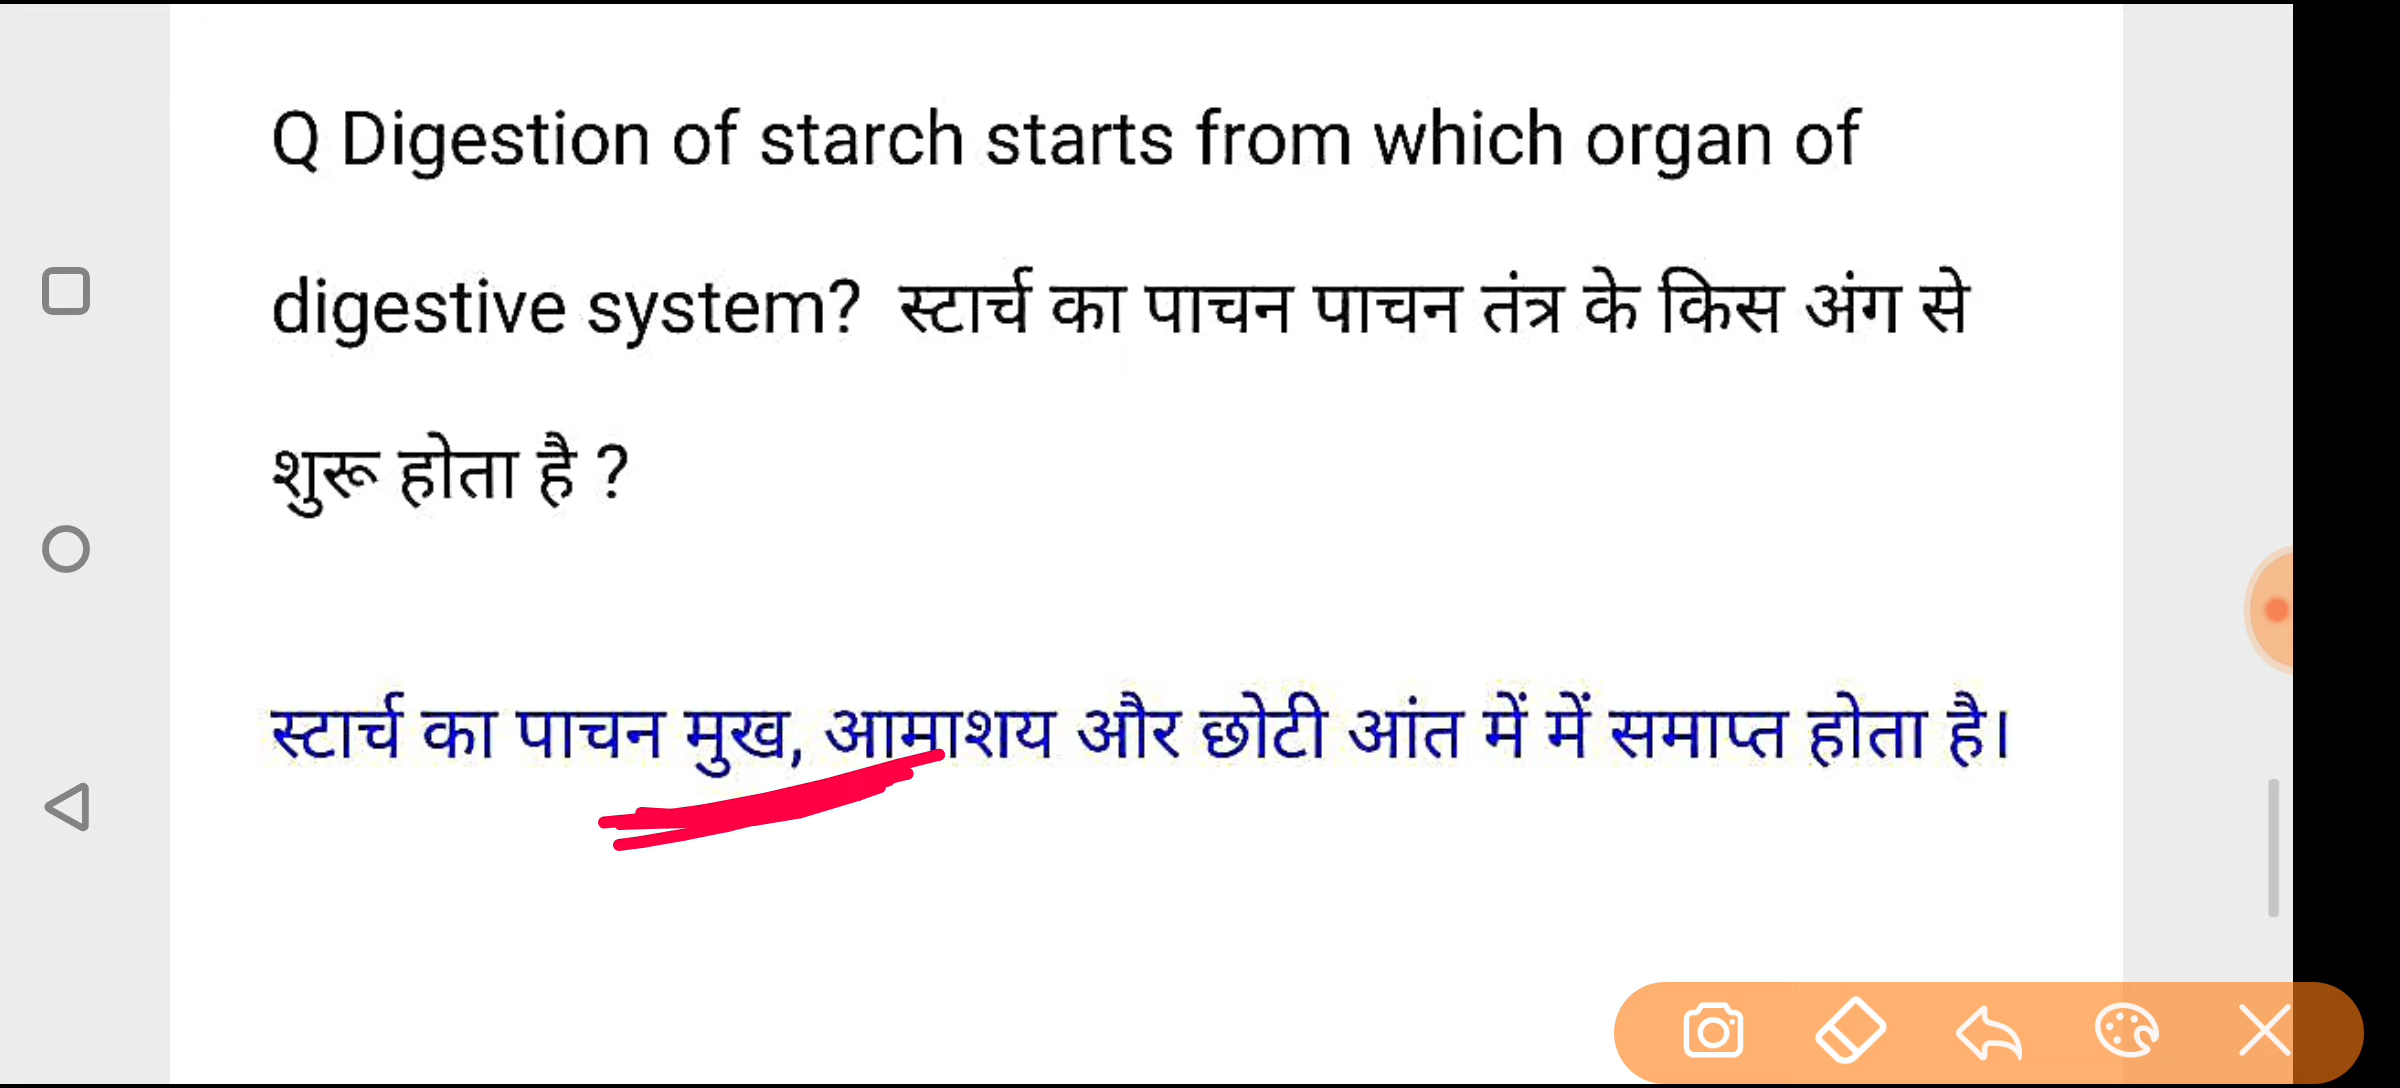 Q Digestion of starch starts from which organ of
digestive system? स्टार्च का पाचन पाचन तंत्र के किस अंग से
शुरू होता है ?
स्टार्च का पाचन मुख, आमाशय और छोटी आंत में में समाप्त होता है।